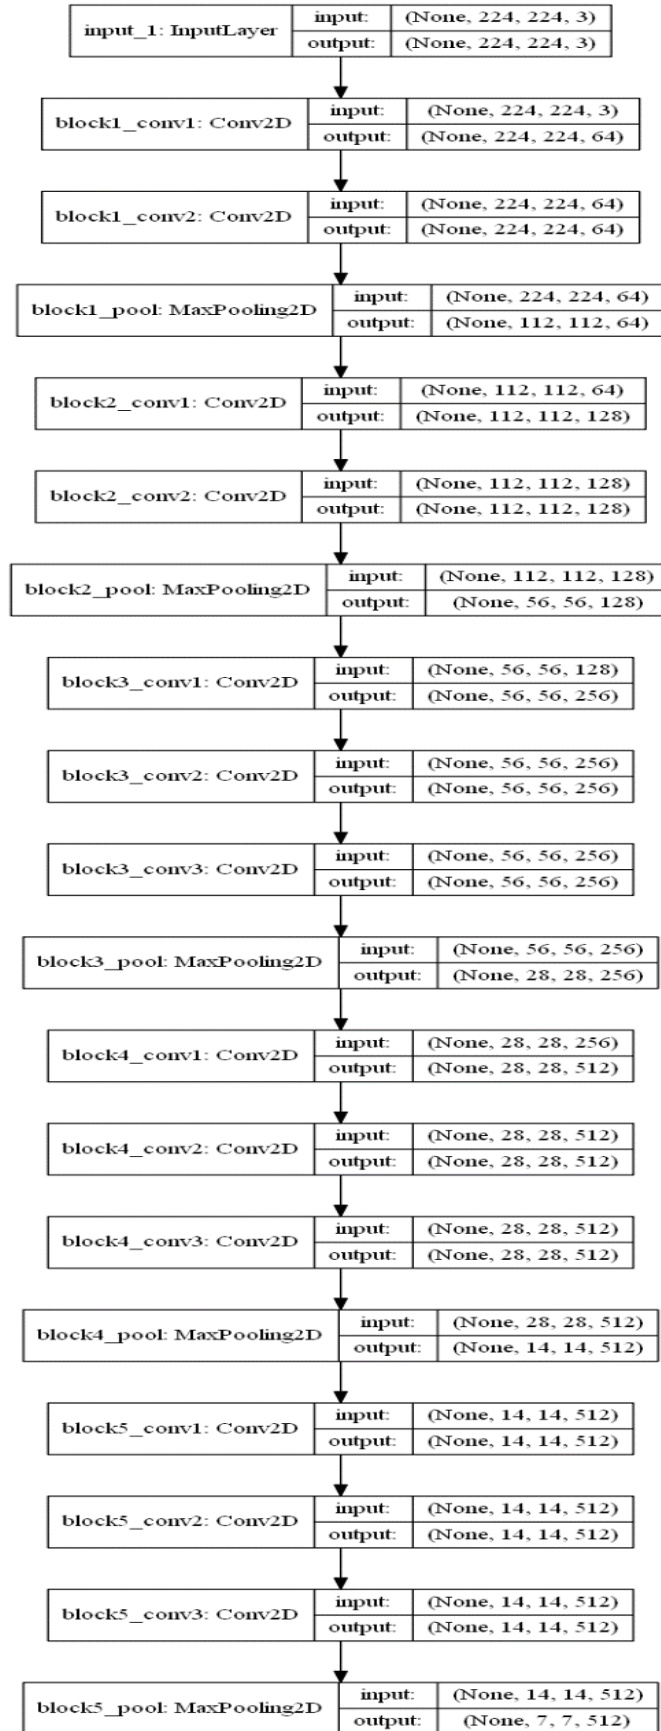 input_1: InputLayer
input: (None, 224, 224, 3)
output: (None, 224, 224, 3)
block1_conv1: Conv2D
input: (None, 224, 224, 3)
output: (None, 224, 224, 64)
block1_conv2: Conv2D
input: (None, 224, 224, 64)
output: (None, 224, 224, 64)
block1_pool: MaxPooling2D
input: (None, 224, 224, 64)
output: (None, 112, 112, 64)
block2_conv1: Conv2D
input: (None, 112, 112, 64)
output: (None, 112, 112, 128)
block2_conv2: Conv2D
input: (None, 112, 112, 128)
output: (None, 112, 112, 128)
block2_pool: MaxPooling2D
input: (None, 112, 112, 128)
output: (None, 56, 56, 128)
block3_conv1: Conv2D
input: (None, 56, 56, 128)
output: (None, 56, 56, 256)
block3_conv2: Conv2D
input: (None, 56, 56, 256)
output: (None, 56, 56, 256)
block3_conv3: Conv2D
input: (None, 56, 56, 256)
output: (None, 56, 56, 256)
block3_pool: MaxPooling2D
input: (None, 56, 56, 256)
output: (None, 28, 28, 256)
block4_conv1: Conv2D
input: (None, 28, 28, 256)
output: (None, 28, 28, 512)
block4_conv2: Conv2D
input: (None, 28, 28, 512)
output: (None, 28, 28, 512)
block4_conv3: Conv2D
input: (None, 28, 28, 512)
output: (None, 28, 28, 512)
block4_pool: MaxPooling2D
input: (None, 28, 28, 512)
output: (None, 14, 14, 512)
block5_conv1: Conv2D
input: (None, 14, 14, 512)
output: (None, 14, 14, 512)
block5_conv2: Conv2D
input: (None, 14, 14, 512)
output: (None, 14, 14, 512)
block5_conv3: Conv2D
input: (None, 14, 14, 512)
output: (None, 14, 14, 512)
block5_pool: MaxPooling2D
input: (None, 14, 14, 512)
output: (None, 7, 7, 512)